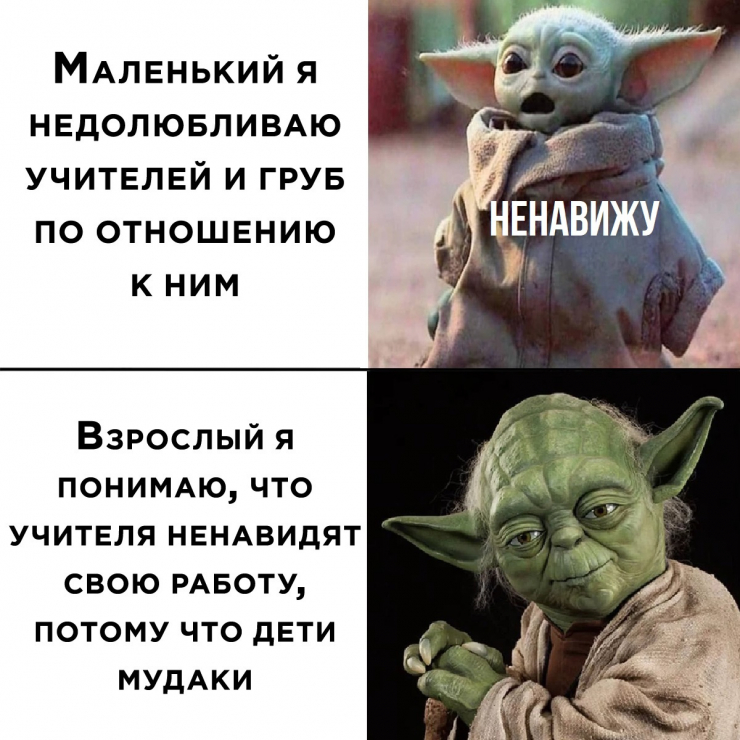 Маленький я
недолюбливаю
учителей и груб
по отношению
к ним
НЕНАВИЖУ
Взрослый я
понимаю, что
учителя ненавидят
свою работу,
потому что дети
мудаки